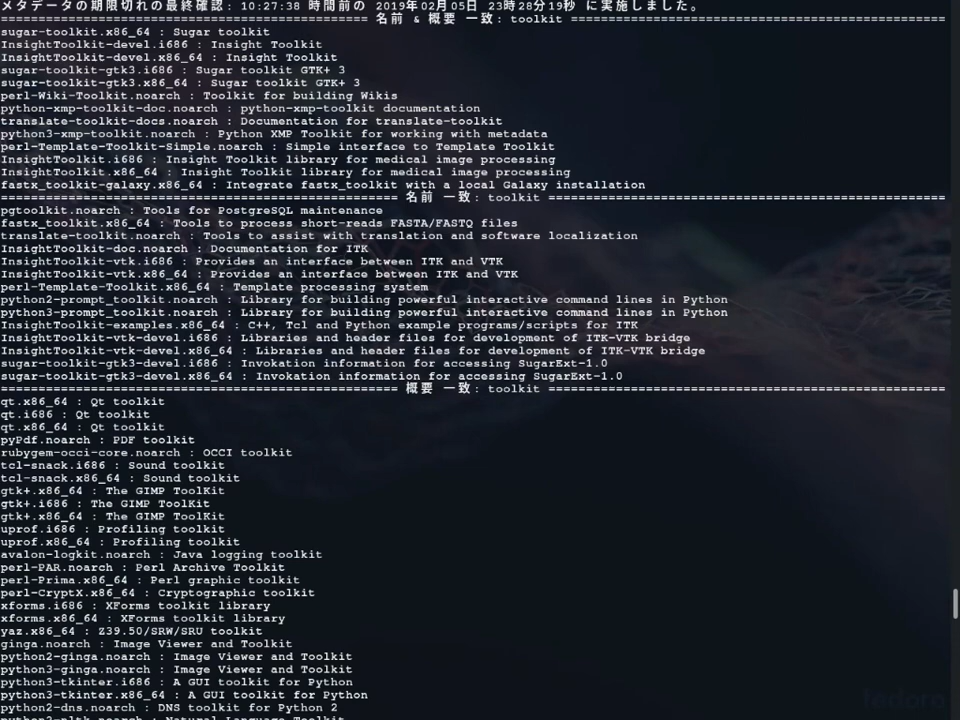 メタデータの期限切れの最終確認: 10:27:38 時間前の 2019年02月05日 23時28分19秒 に実施しました。
===================================================== 名前 & 概要 一致: toolkit =====================================================
sugar-toolkit.x86_64 : Sugar toolkit
InsightToolkit-devel.i686 : Insight Toolkit
InsightToolkit-devel.x86_64 : Insight Toolkit
sugar-toolkit-gtk3.i686 : Sugar toolkit GTK+ 3
sugar-toolkit-gtk3.x86_64 : Sugar toolkit GTK+ 3
perl-Wiki-Toolkit.noarch : Toolkit for building Wikis
python-xmp-toolkit-doc.noarch : python-xmp-toolkit documentation
translate-toolkit-docs.noarch : Documentation for translate-toolkit
python3-xmp-toolkit.noarch : Python XMP Toolkit for working with metadata
perl-Template-Toolkit-Simple.noarch : Simple interface to Template Toolkit
InsightToolkit.i686 : Insight Toolkit library for medical image processing
InsightToolkit.x86_64 : Insight Toolkit library for medical image processing
fastx_toolkit-galaxy.x86_64 : Integrate fastx_toolkit with a local Galaxy installation
===================================================== 名前 一致: toolkit =====================================================
pgtoolkit.noarch : Tools for PostgreSQL maintenance
fastx_toolkit.x86_64 : Tools to process short-reads FASTA/FASTQ files
translate-toolkit.noarch : Tools to assist with translation and software localization
InsightToolkit-doc.noarch : Documentation for ITK
InsightToolkit-vtk.i686 : Provides an interface between ITK and VTK
InsightToolkit-vtk.x86_64 : Provides an interface between ITK and VTK
perl-Template-Toolkit.x86_64 : Template processing system
python2-prompt_toolkit.noarch : Library for building powerful interactive command lines in Python
python3-prompt_toolkit.noarch : Library for building powerful interactive command lines in Python
InsightToolkit-examples.x86_64 : C++, Tcl and Python example programs/scripts for ITK
InsightToolkit-vtk-devel.i686 : Libraries and header files for development of ITK-VTK bridge
InsightToolkit-vtk-devel.x86_64 : Libraries and header files for development of ITK-VTK bridge
sugar-toolkit-gtk3-devel.i686 : Invokation information for accessing SugarExt-1.0
sugar-toolkit-gtk3-devel.x86_64 : Invokation information for accessing SugarExt-1.0
===================================================== 概要 一致: toolkit =====================================================
qt.x86_64 : Qt toolkit
qt.i686 : Qt toolkit
qt.x86_64 : Qt toolkit
pyPdf.noarch : PDF toolkit
rubygem-occi-core.noarch : OCCI toolkit
tcl-snack.i686 : Sound toolkit
tcl-snack.x86_64 : Sound toolkit
gtk+.x86_64 : The GIMP ToolKit
gtk+.i686 : The GIMP ToolKit
gtk+.x86_64 : The GIMP ToolKit
uprof.i686 : Profiling toolkit
uprof.x86_64 : Profiling toolkit
avalon-logkit.noarch : Java logging toolkit
perl-PAR.noarch : Perl Archive Toolkit
perl-Prima.x86_64 : Perl graphic toolkit
perl-CryptX.x86_64 : Cryptographic toolkit
xforms.i686 : XForms toolkit library
xforms.x86_64 : XForms toolkit library
yaz.x86_64 : Z39.50/SRW/SRU toolkit
ginga.noarch : Image Viewer and Toolkit
python2-ginga.noarch : Image Viewer and Toolkit
python3-ginga.noarch : Image Viewer and Toolkit
python3-tkinter.i686 : A GUI toolkit for Python
python3-tkinter.x86_64 : A GUI toolkit for Python
python2-dns.noarch : DNS toolkit for Python 2
python2-nltk.noarch : Natural Language Toolkit
fedora